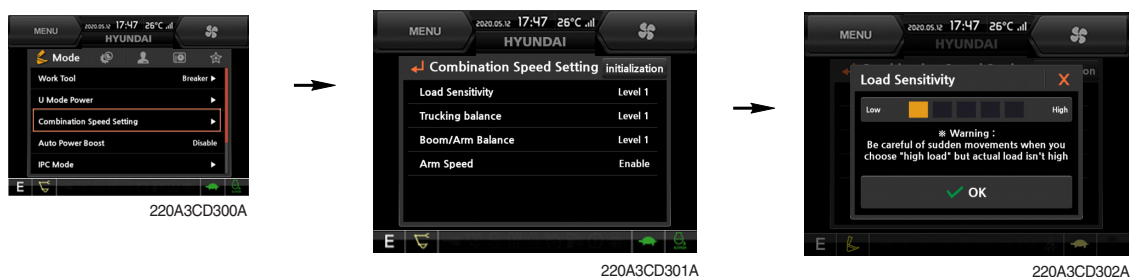 MENU
2020.05.12 17:47 26°C
HYUNDAI
Mode
Work Tool Breaker ▶
U Mode Power ▶
Combination Speed Setting ▶
Auto Power Boost Disable
IPC Mode ▶
E
220A3CD300A
MENU
2020.05.12 17:47 26°C
HYUNDAI
Combination Speed Setting initialization
Load Sensitivity Level 1
Trucking balance Level 1
Boom/Arm Balance Level 1
Arm Speed Enable
E
220A3CD301A
MENU
2020.05.12 17:47 26°C
HYUNDAI
on
Load Sensitivity X
Low High
※ Warning :
Be careful of sudden movements when you
choose "high load" but actual load isn't high
OK
E
220A3CD302A